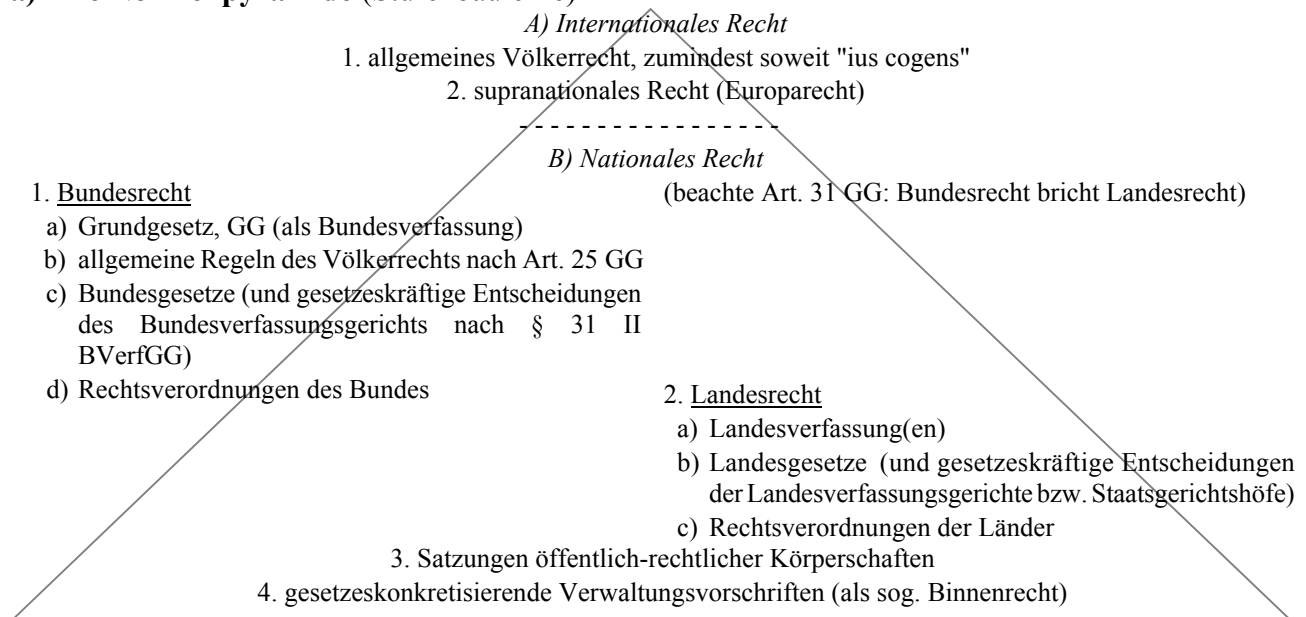 A) Internationales Recht
1. allgemeines Völkerrecht, zumindest soweit "ius cogens"
2. supranationales Recht (Europarecht)
- - - - - - - - - - - - - - - - -
B) Nationales Recht
1. Bundesrecht
(beachte Art. 31 GG: Bundesrecht bricht Landesrecht)
a) Grundgesetz, GG (als Bundesverfassung)
b) allgemeine Regeln des Völkerrechts nach Art. 25 GG
c) Bundesgesetze (und gesetzeskräftige Entscheidungen
des Bundesverfassungsgerichts nach § 31 II
BVerfGG)
d) Rechtsverordnungen des Bundes
2. Landesrecht
a) Landesverfassung(en)
b) Landesgesetze (und gesetzeskräftige Entscheidungen
der Landesverfassungsgerichte bzw. Staatsgerichtshöfe)
c) Rechtsverordnungen der Länder
3. Satzungen öffentlich-rechtlicher Körperschaften
4. gesetzeskonkretisierende Verwaltungsvorschriften (als sog. Binnenrecht)